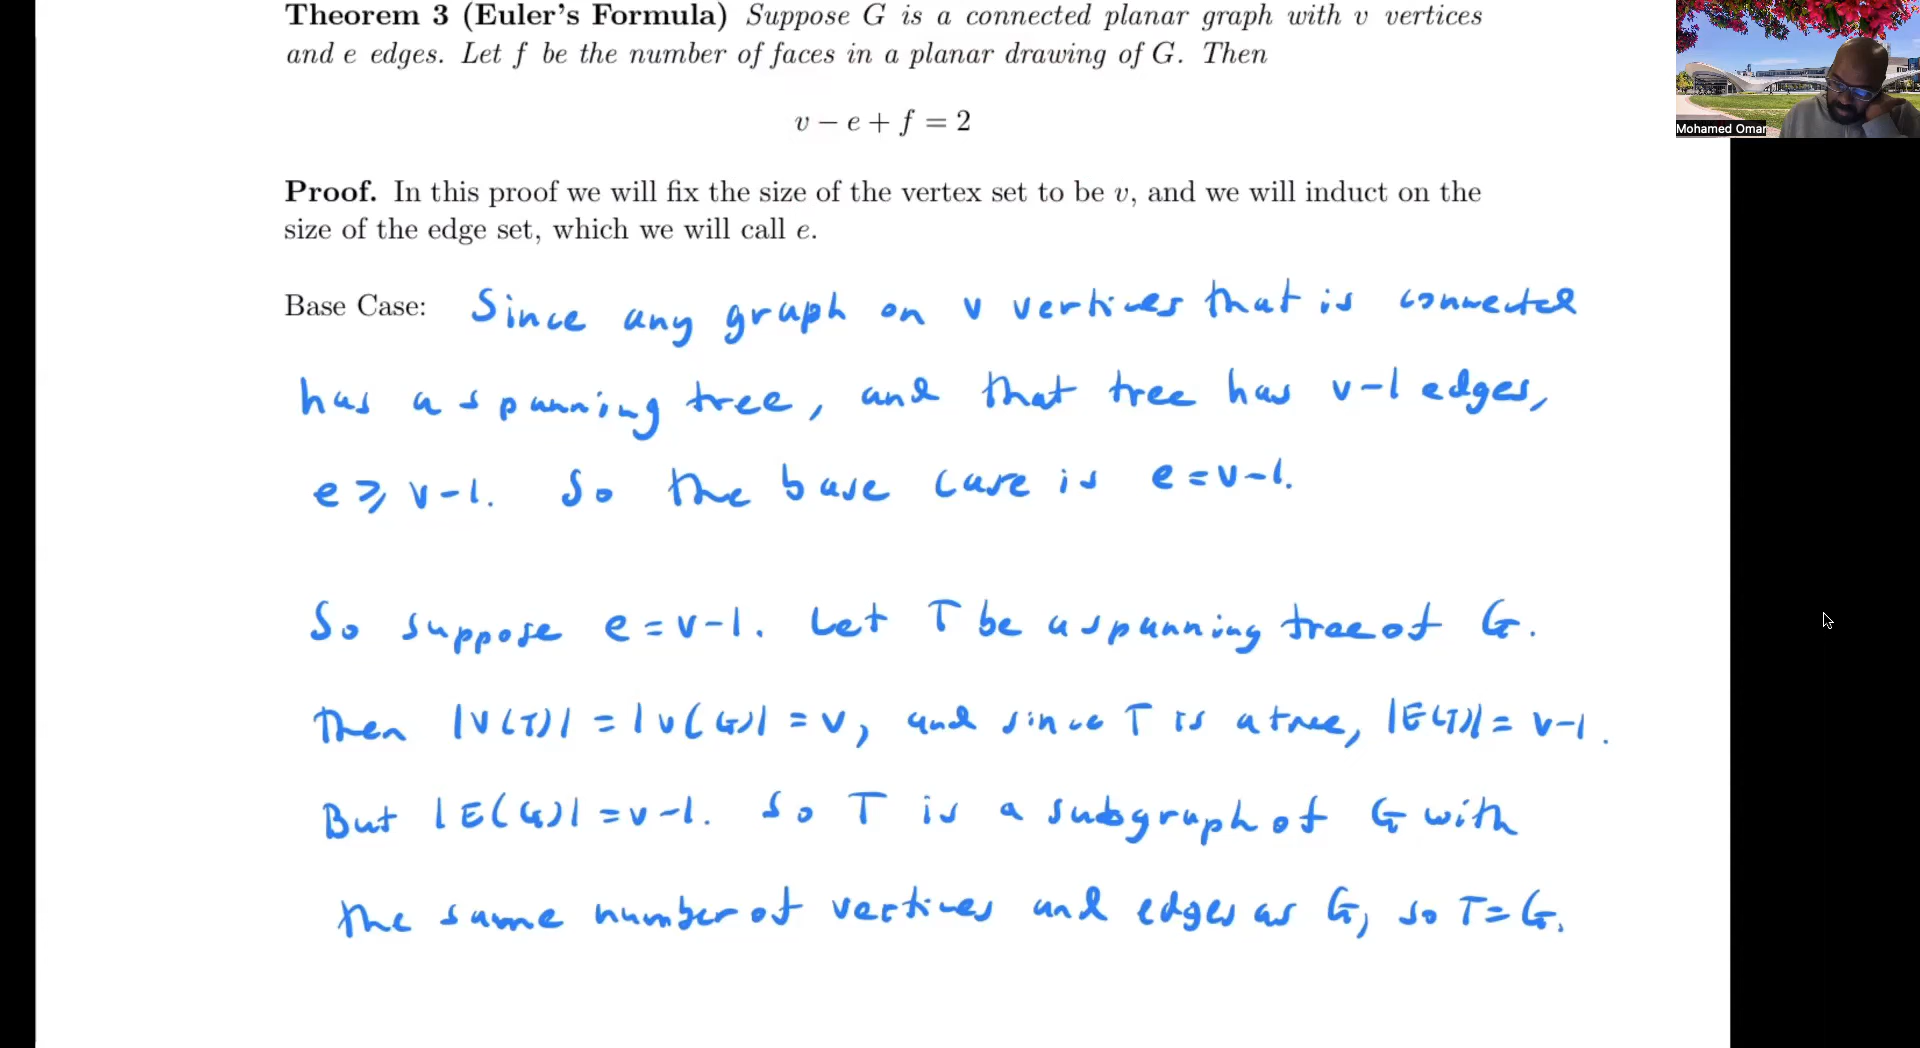 Theorem 3 (Euler's Formula) Suppose G is a connected planar graph with v vertices
and e edges. Let f be the number of faces in a planar drawing of G. Then
v − e + f = 2
Proof. In this proof we will fix the size of the vertex set to be v, and we will induct on the
size of the edge set, which we will call e.
Base Case: Since any graph on v vertices that is connected
has a spanning tree, and that tree has v-1 edges,
e ≥ v-1. So the base case is e = v-1.
So suppose e = v-1. Let T be a spanning tree of G.
Then |V(T)| = |V(G)| = v, and since T is a tree, |E(T)| = v-1.
But |E(G)| = v-1. So T is a subgraph of G with
the same number of vertices and edges as G, so T = G.
Mohamed Omar